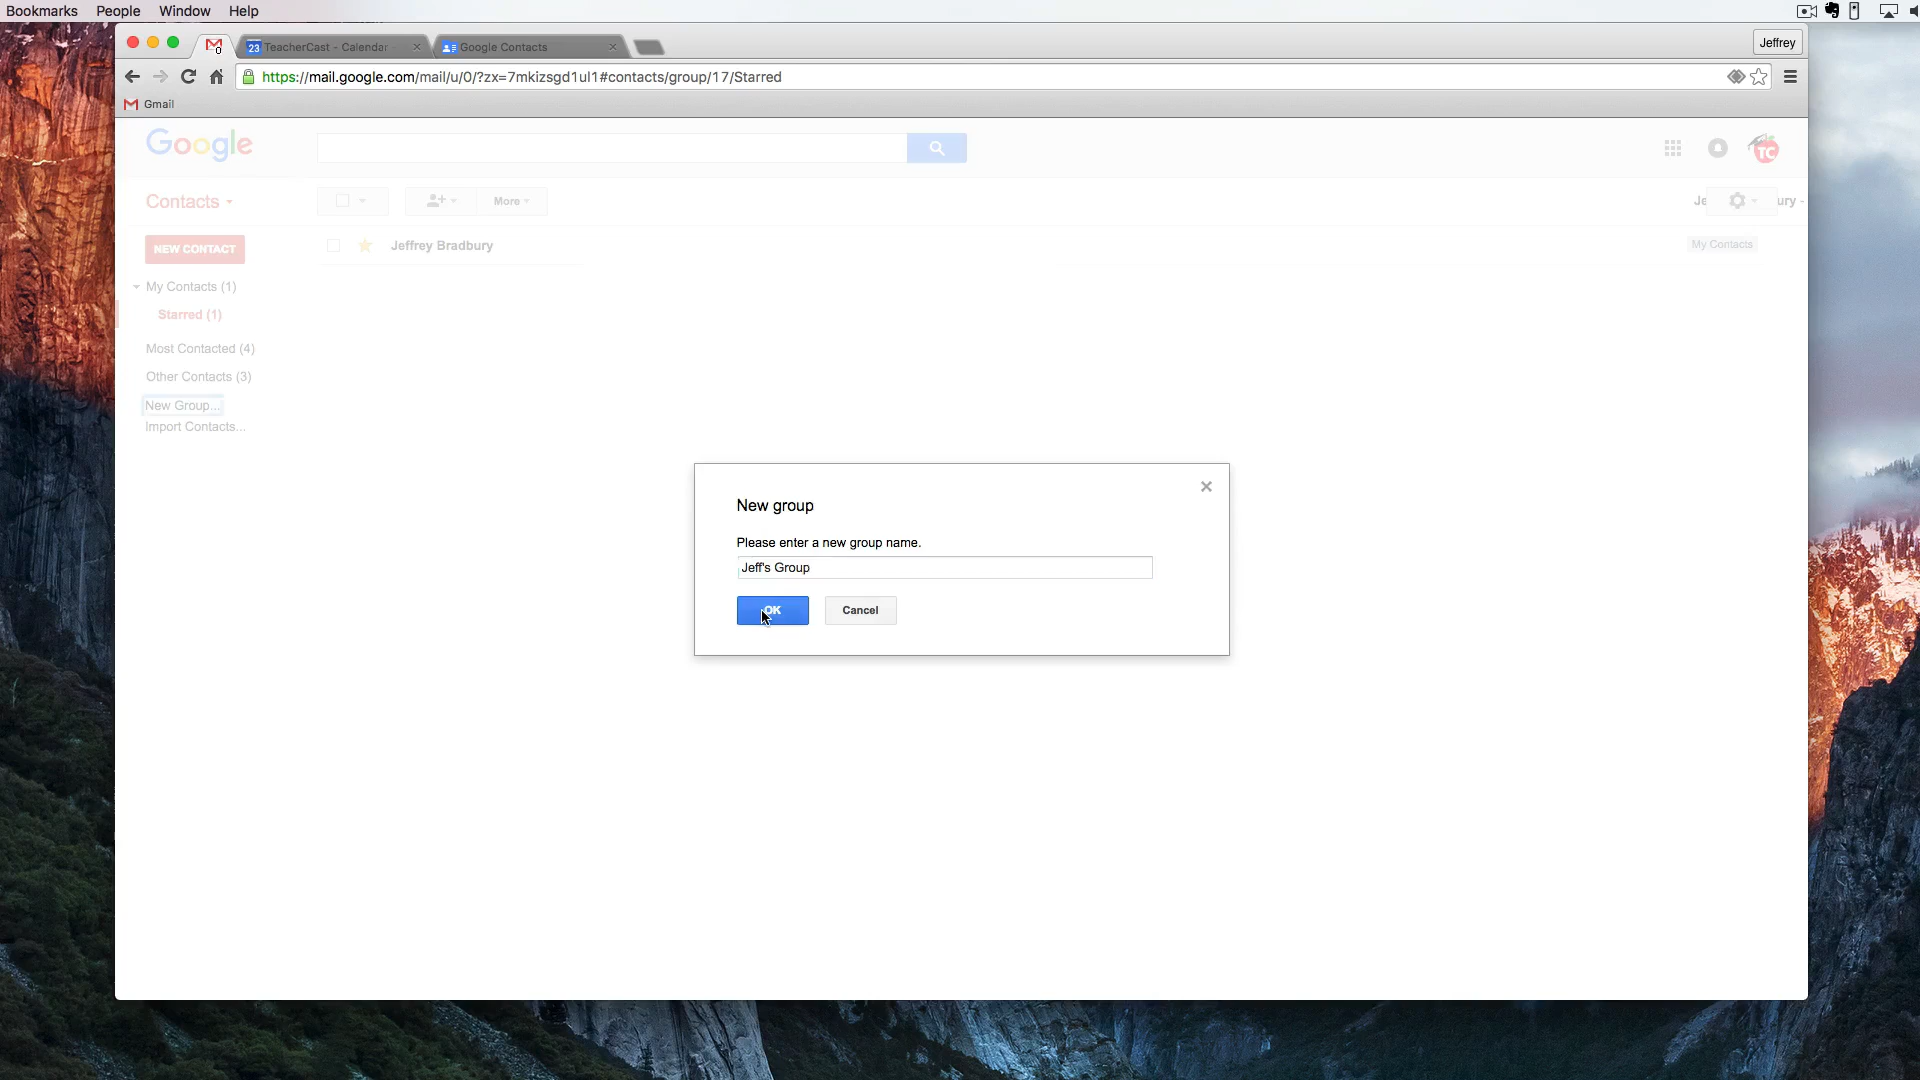 Bookmarks People Window Help
TeacherCast - Calendar
Google Contacts
Jeffrey
https://mail.google.com/mail/u/0/?zx=7mkizsgd1ul1#contacts/group/17/Starred
Gmail
Google
TC
Contacts
More
Je ury -
NEW CONTACT
Jeffrey Bradbury
My Contacts
My Contacts (1)
Starred (1)
Most Contacted (4)
Other Contacts (3)
New Group...
Import Contacts...
New group
Please enter a new group name.
Jeff's Group
OK
Cancel